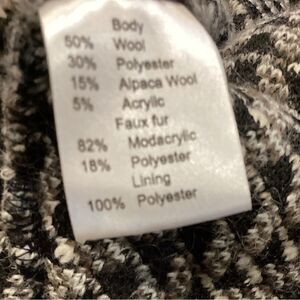 Body
50% Wool
30% Polyester
15% Alpaca Wool
5% Acrylic
Faux fur
82% Modacrylic
18% Polyester
Lining
100% Polyester